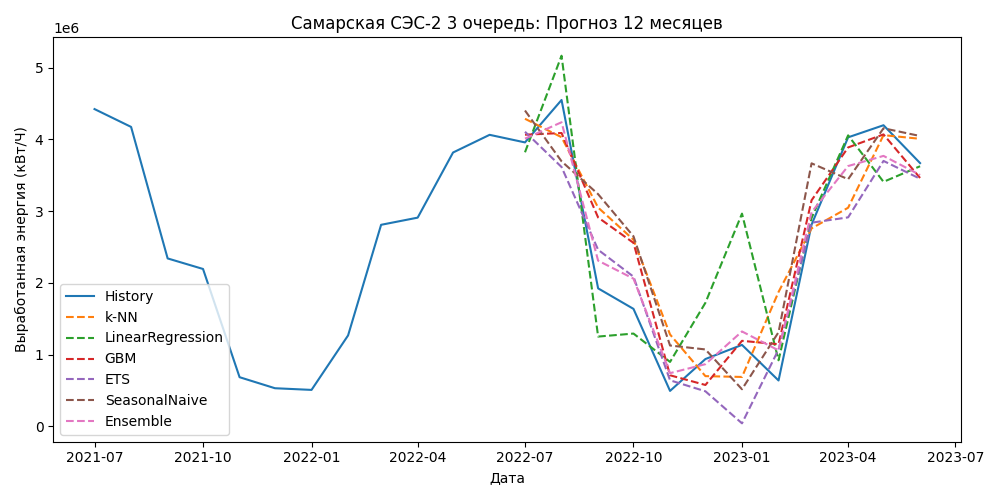 Самарская СЭС-2 3 очередь: Прогноз 12 месяцев
1e6
5
4
3
2
1
0
Выработанная энергия (кВт/Ч)
History
k-NN
LinearRegression
GBM
ETS
SeasonalNaive
Ensemble
2021-07 2021-10 2022-01 2022-04 2022-07 2022-10 2023-01 2023-04 2023-07
Дата